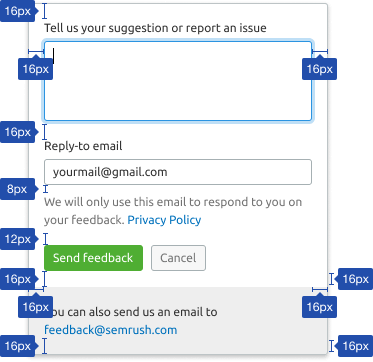 16px
Tell us your suggestion or report an issue
16px 16px
16px
Reply-to email
yourmail@gmail.com
8px
We will only use this email to respond to you on
your feedback. Privacy Policy
12px
Send feedback Cancel
16px 16px
16px 16px
You can also send us an email to
feedback@semrush.com
16px 16px